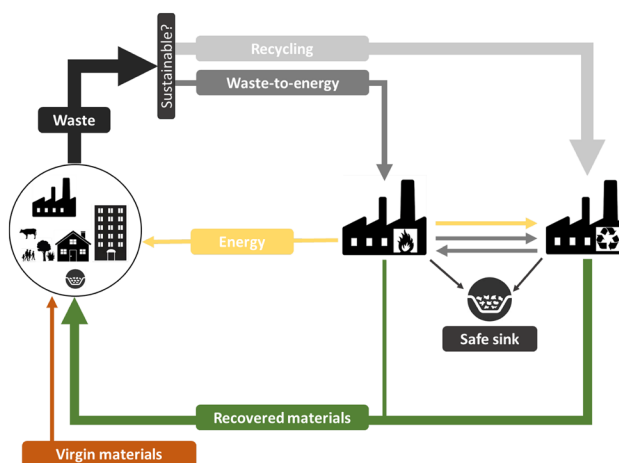 Sustainable?
Recycling
Waste-to-energy
Waste
Energy
Safe sink
Recovered materials
Virgin materials